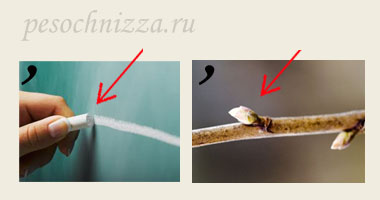 pesochnizza.ru
, ,